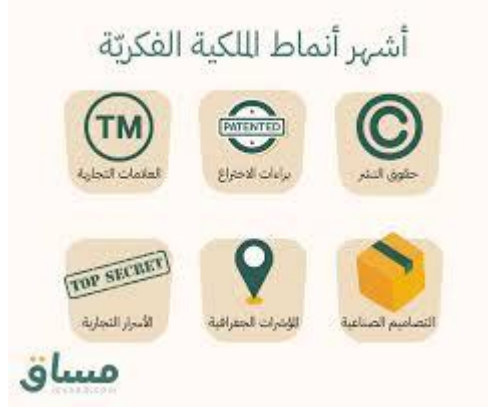 أشهر أنماط الملكية الفكريّة
©
حقوق النشر
PATENTED
براءات الاختراع
TM
العلامات التجارية
التصاميم الصناعية
المؤشرات الجغرافية
TOP SECRET
الأسرار التجارية
مساق